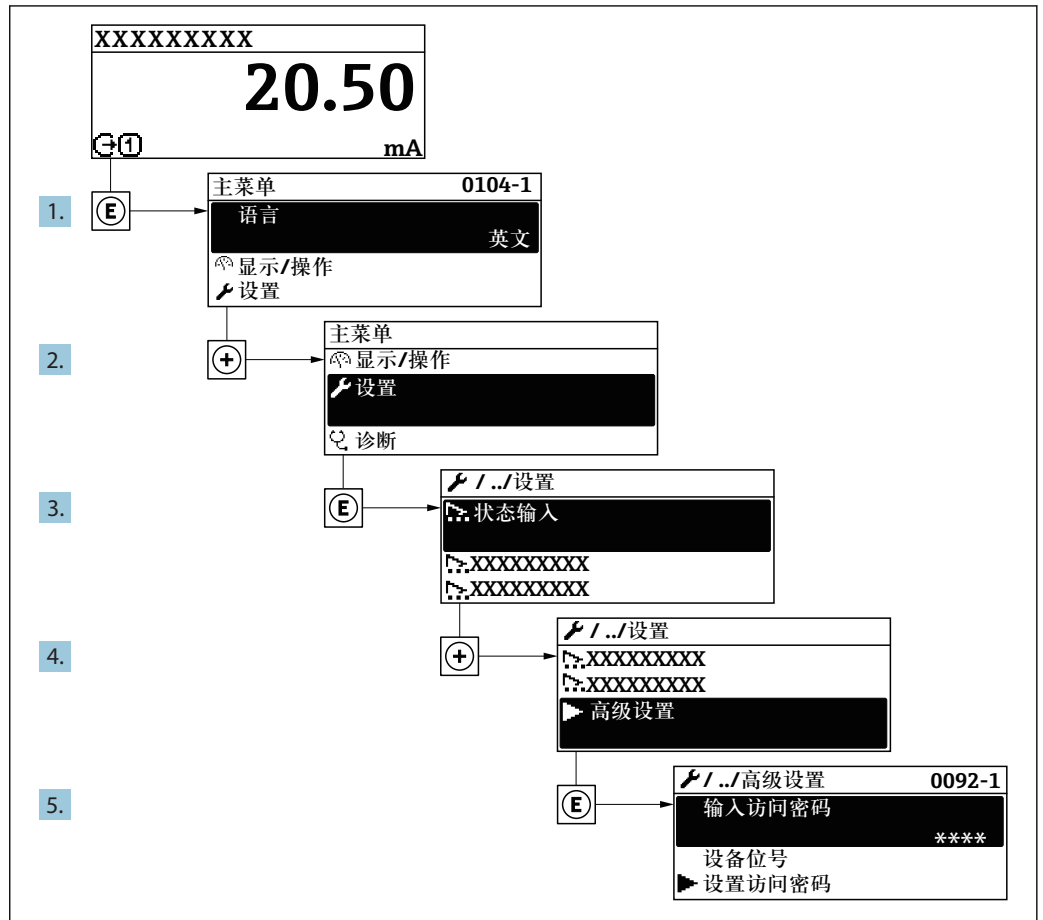 XXXXXXXXX
20.50
1
mA
1.
E
主菜单 0104-1
语言
英文
显示/操作
设置
2.
+
主菜单
显示/操作
设置
诊断
3.
E
/ ../设置
状态输入
XXXXXXXXX
XXXXXXXXX
4.
+
/ ../设置
XXXXXXXXX
XXXXXXXXX
高级设置
5.
E
/ ../高级设置 0092-1
输入访问密码
****
设备位号
设置访问密码